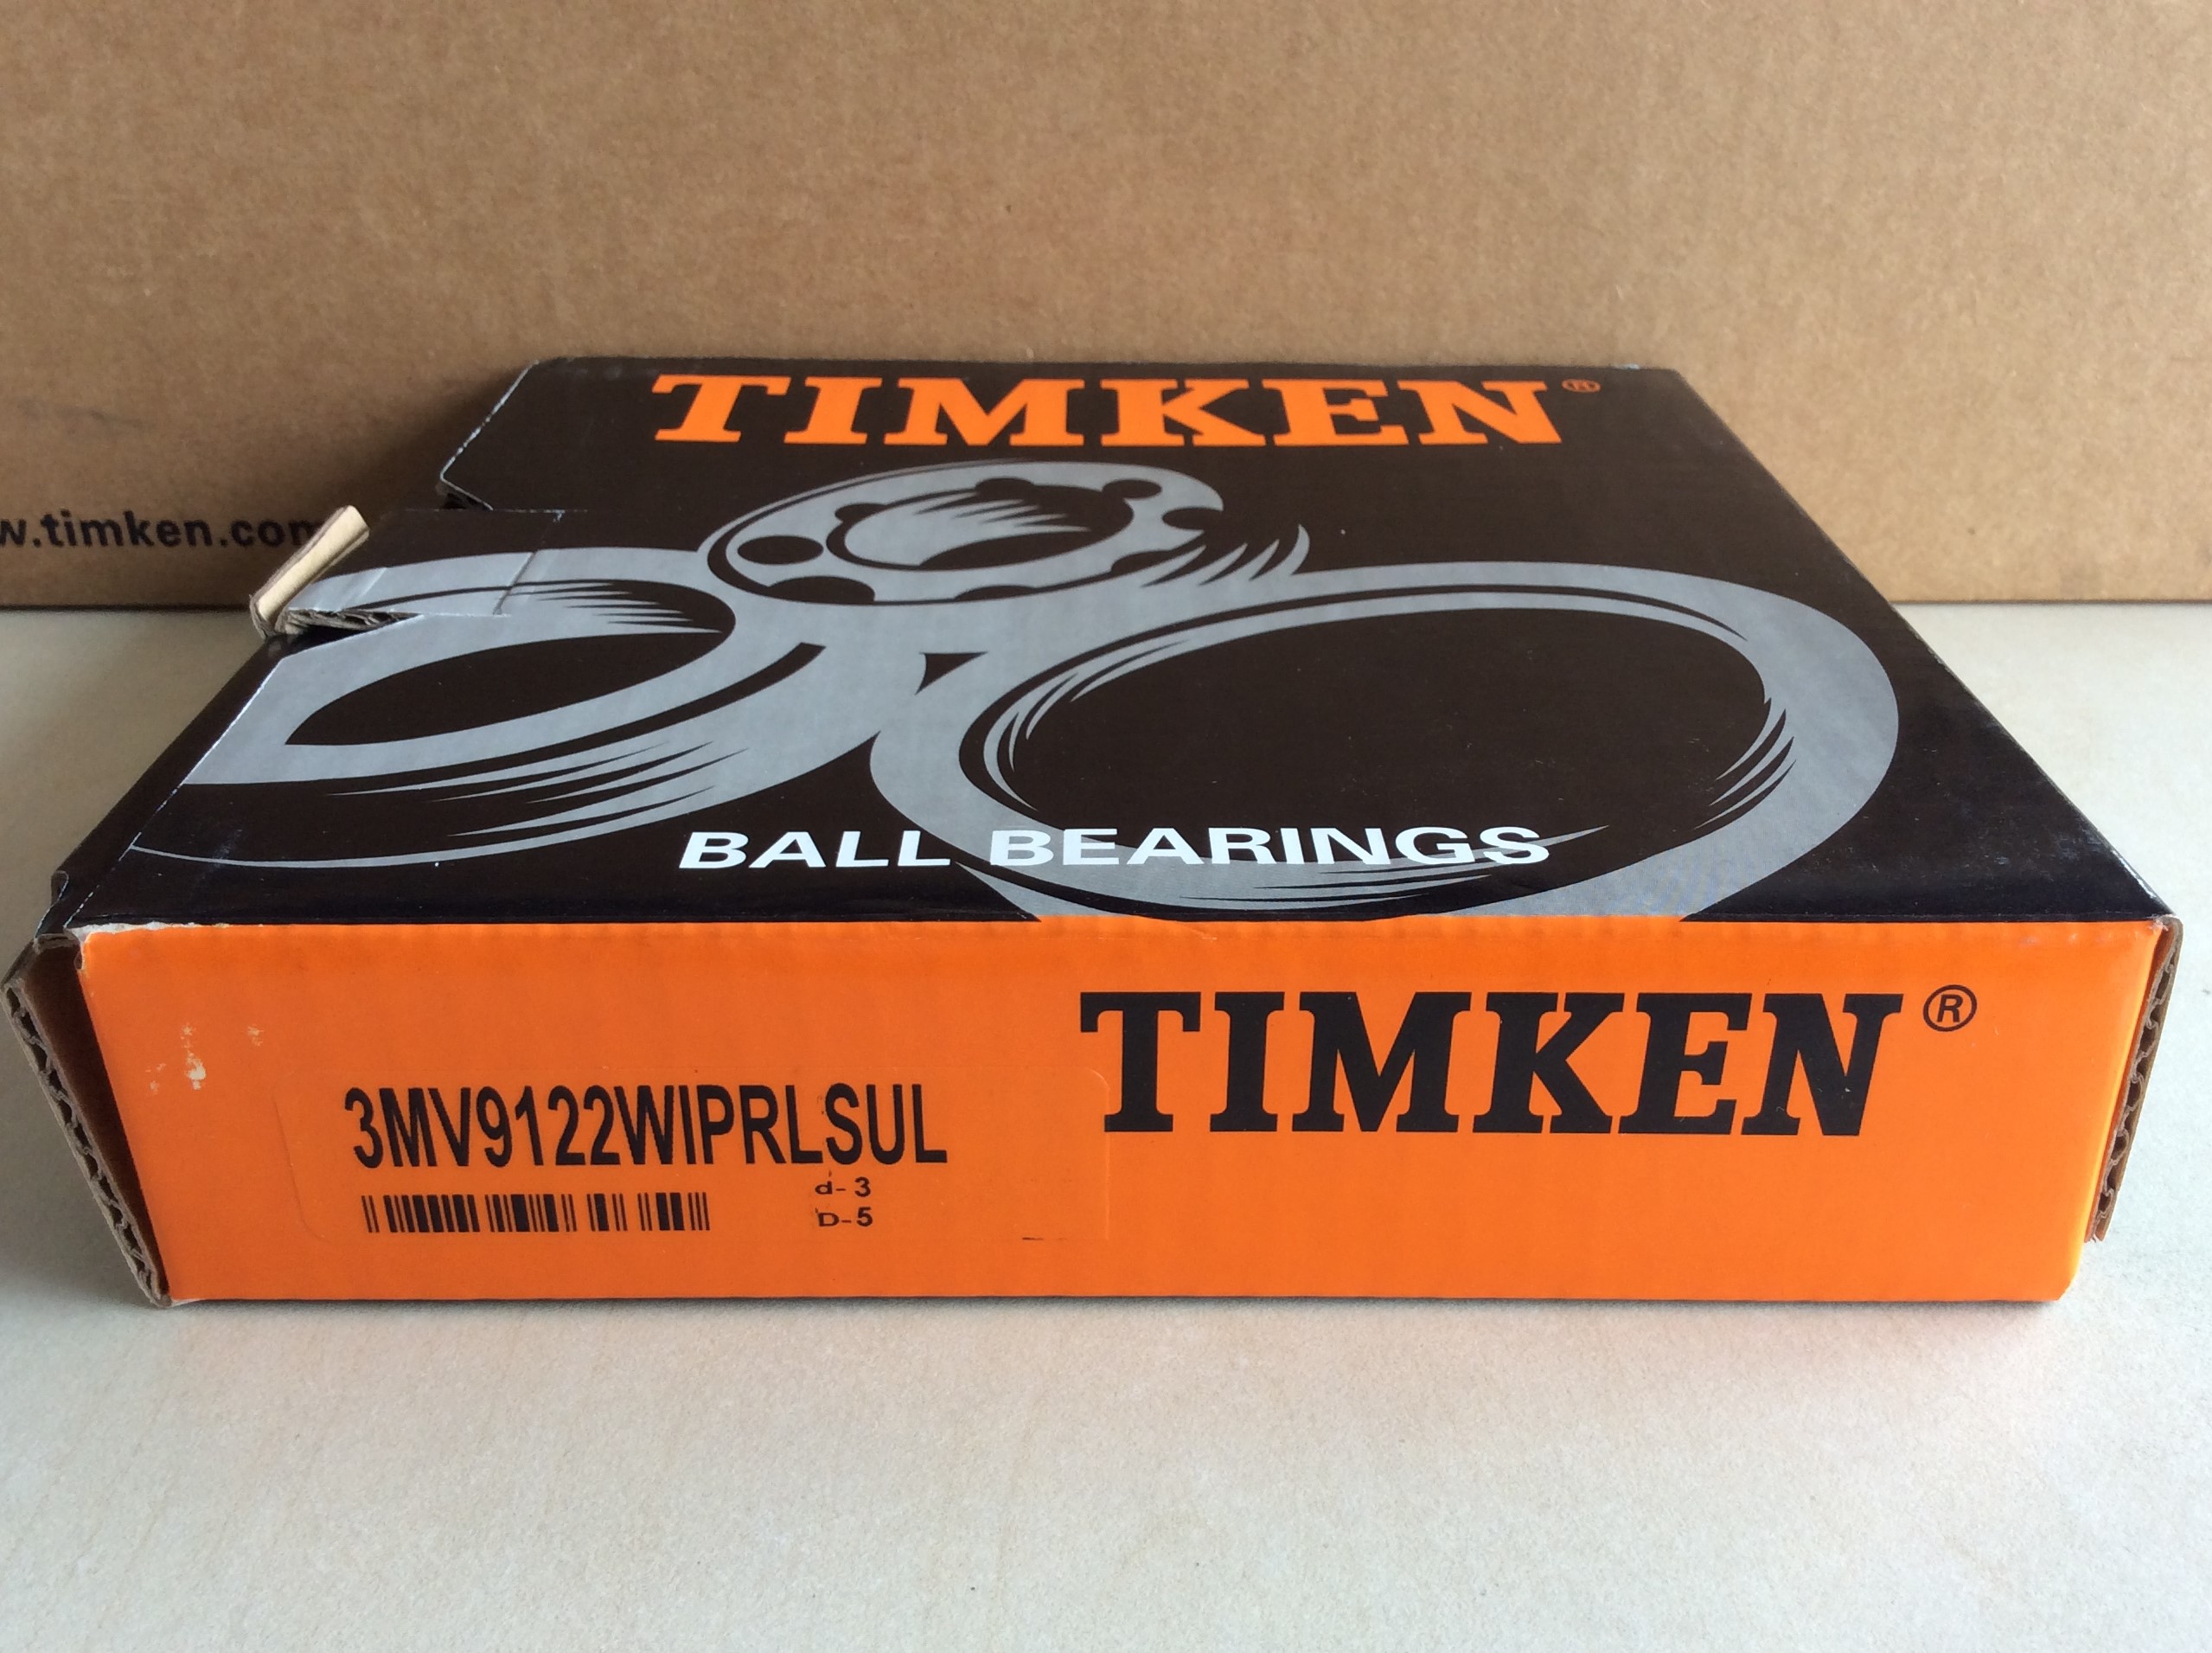 w.timken.com
TIMKEN®
BALL BEARINGS
TIMKEN®
3MV9122WIPRLSUL
d-3
D-5